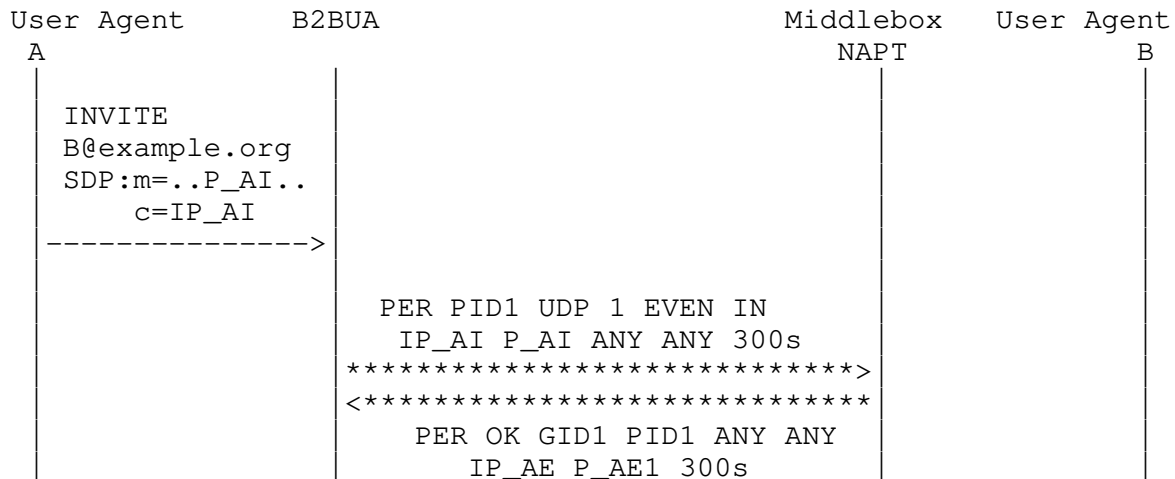 User Agent B2BUA Middlebox User Agent
A NAPT B
INVITE
B@example.org
SDP:m=..P_AI..
c=IP_AI
--------------->
PER PID1 UDP 1 EVEN IN
IP_AI P_AI ANY ANY 300s
*****************************>
<*****************************
PER OK GID1 PID1 ANY ANY
IP_AE P_AE1 300s